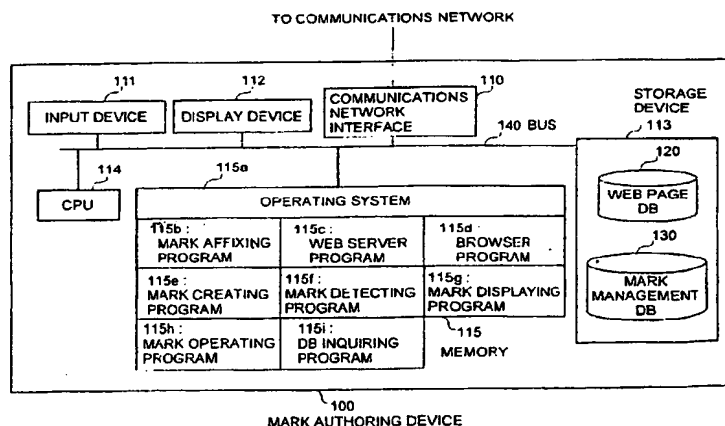 TO COMMUNICATIONS NETWORK
111
112
110
INPUT DEVICE
DISPLAY DEVICE
COMMUNICATIONS
NETWORK
INTERFACE
STORAGE
DEVICE
113
140 BUS
114
CPU
115a
OPERATING SYSTEM
115b :
MARK AFFIXING
PROGRAM
115c :
WEB SERVER
PROGRAM
115d :
BROWSER
PROGRAM
115e :
MARK CREATING
PROGRAM
115f :
MARK DETECTING
PROGRAM
115g :
MARK DISPLAYING
PROGRAM
115h :
MARK OPERATING
PROGRAM
115i :
DB INQUIRING
PROGRAM
115
MEMORY
120
WEB PAGE
DB
130
MARK
MANAGEMENT
DB
100
MARK AUTHORING DEVICE